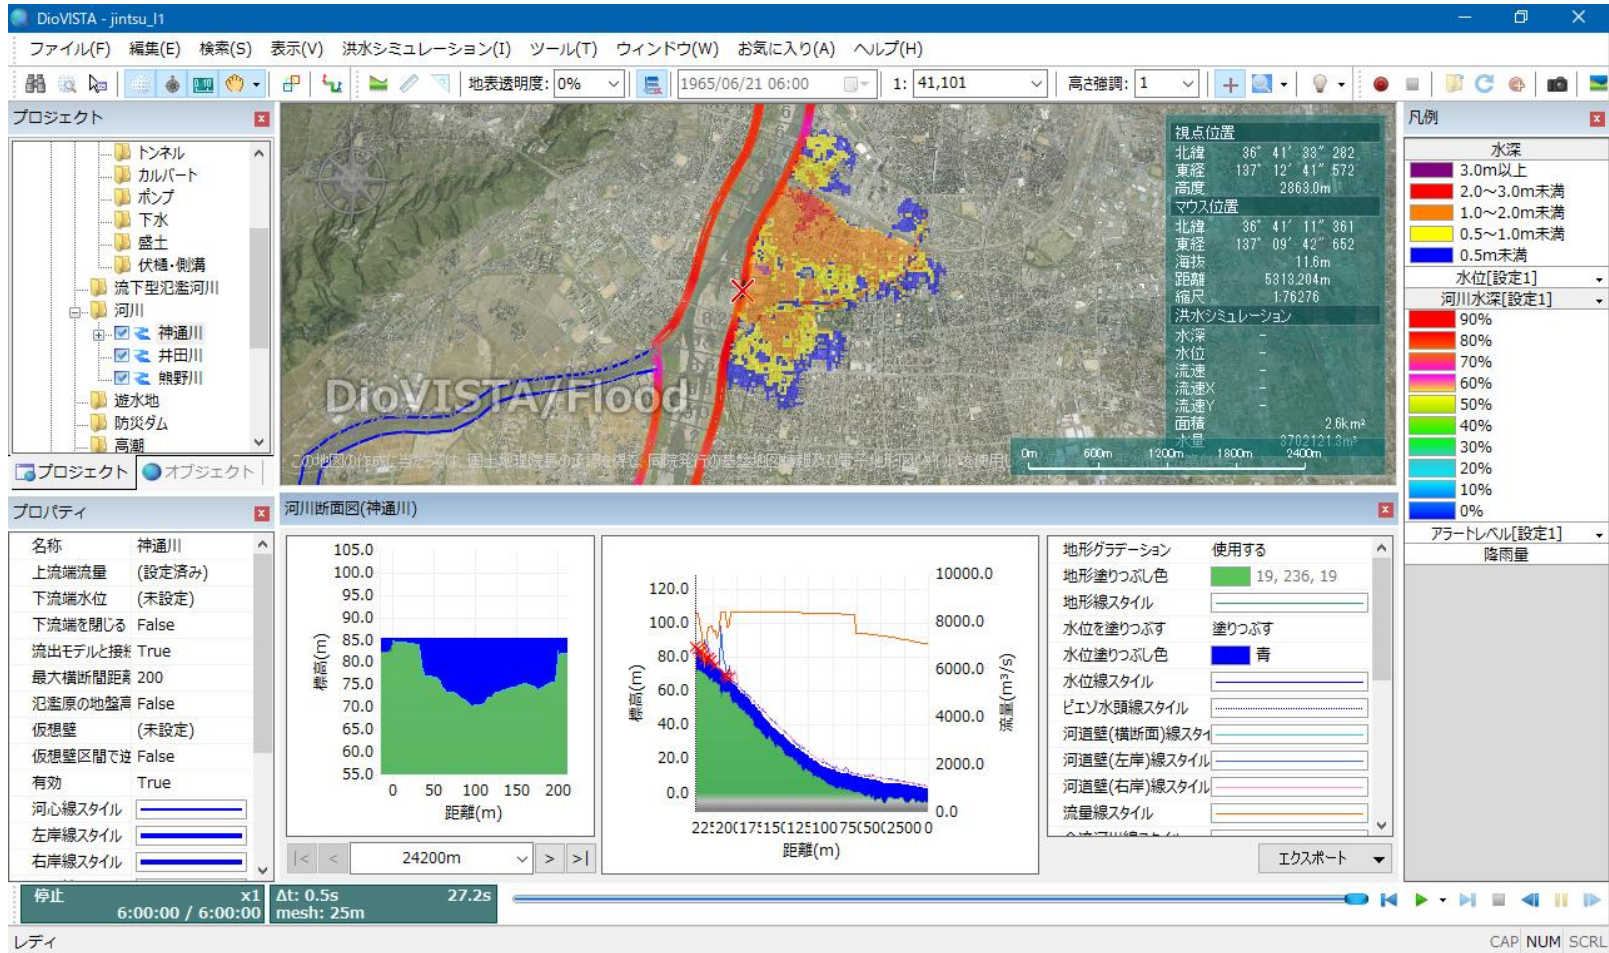 DioVISTA - jintsu_l1
ファイル(F) 編集(E) 検索(S) 表示(V) 洪水シミュレーション(I) ツール(T) ウィンドウ(W) お気に入り(A) ヘルプ(H)
地表透明度: 0% 1965/06/21 06:00 1: 41,101 高さ強調: 1
プロジェクト
トンネル
カルバート
ポンプ
下水
盛土
伏樋・側溝
流下型氾濫河川
河川
神通川
井田川
熊野川
遊水地
防災ダム
高潮
プロジェクト オブジェクト
視点位置
北緯 36° 41′ 33″ 282
東経 137° 12′ 41″ 572
高度 2863.0m
マウス位置
北緯 36° 41′ 11″ 361
東経 137° 09′ 42″ 652
海抜 11.6m
距離 5313.204m
縮尺 1:76276
洪水シミュレーション
水深 -
水位 -
流速 -
流速X -
流速Y -
面積 2.6k㎡
水量 3702121.3㎥
DioVISTA/Flood
0m 600m 1200m 1800m 2400m
凡例
水深
3.0m以上
2.0～3.0m未満
1.0～2.0m未満
0.5～1.0m未満
0.5m未満
水位[設定1]
河川水深[設定1]
90%
80%
70%
60%
50%
40%
30%
20%
10%
0%
アラートレベル[設定1]
降雨量
プロパティ
名称 神通川
上流端流量 (設定済み)
下流端水位 (未設定)
下流端を閉じる False
流出モデルと接続 True
最大横断間距離 200
氾濫原の地盤高 False
仮想壁 (未設定)
仮想壁区間で逆 False
有効 True
河心線スタイル
左岸線スタイル
右岸線スタイル
河川断面図(神通川)
105.0
100.0
95.0
90.0
85.0
80.0
75.0
70.0
65.0
60.0
55.0
標高(m)
0 50 100 150 200
距離(m)
24200m
120.0
100.0
80.0
60.0
40.0
20.0
0.0
標高(m)
10000.0
8000.0
6000.0
4000.0
2000.0
0.0
流量(m³/s)
距離(m)
地形グラデーション 使用する
地形塗りつぶし色 19, 236, 19
地形線スタイル
水位を塗りつぶす 塗りつぶす
水位塗りつぶし色 青
水位線スタイル
ピエゾ水頭線スタイル
河道壁(横断面)線スタイ
河道壁(左岸)線スタイル
河道壁(右岸)線スタイル
流量線スタイル
エクスポート
停止 x1
6:00:00 / 6:00:00
Δt: 0.5s 27.2s
mesh: 25m
レディ
CAP NUM SCRL